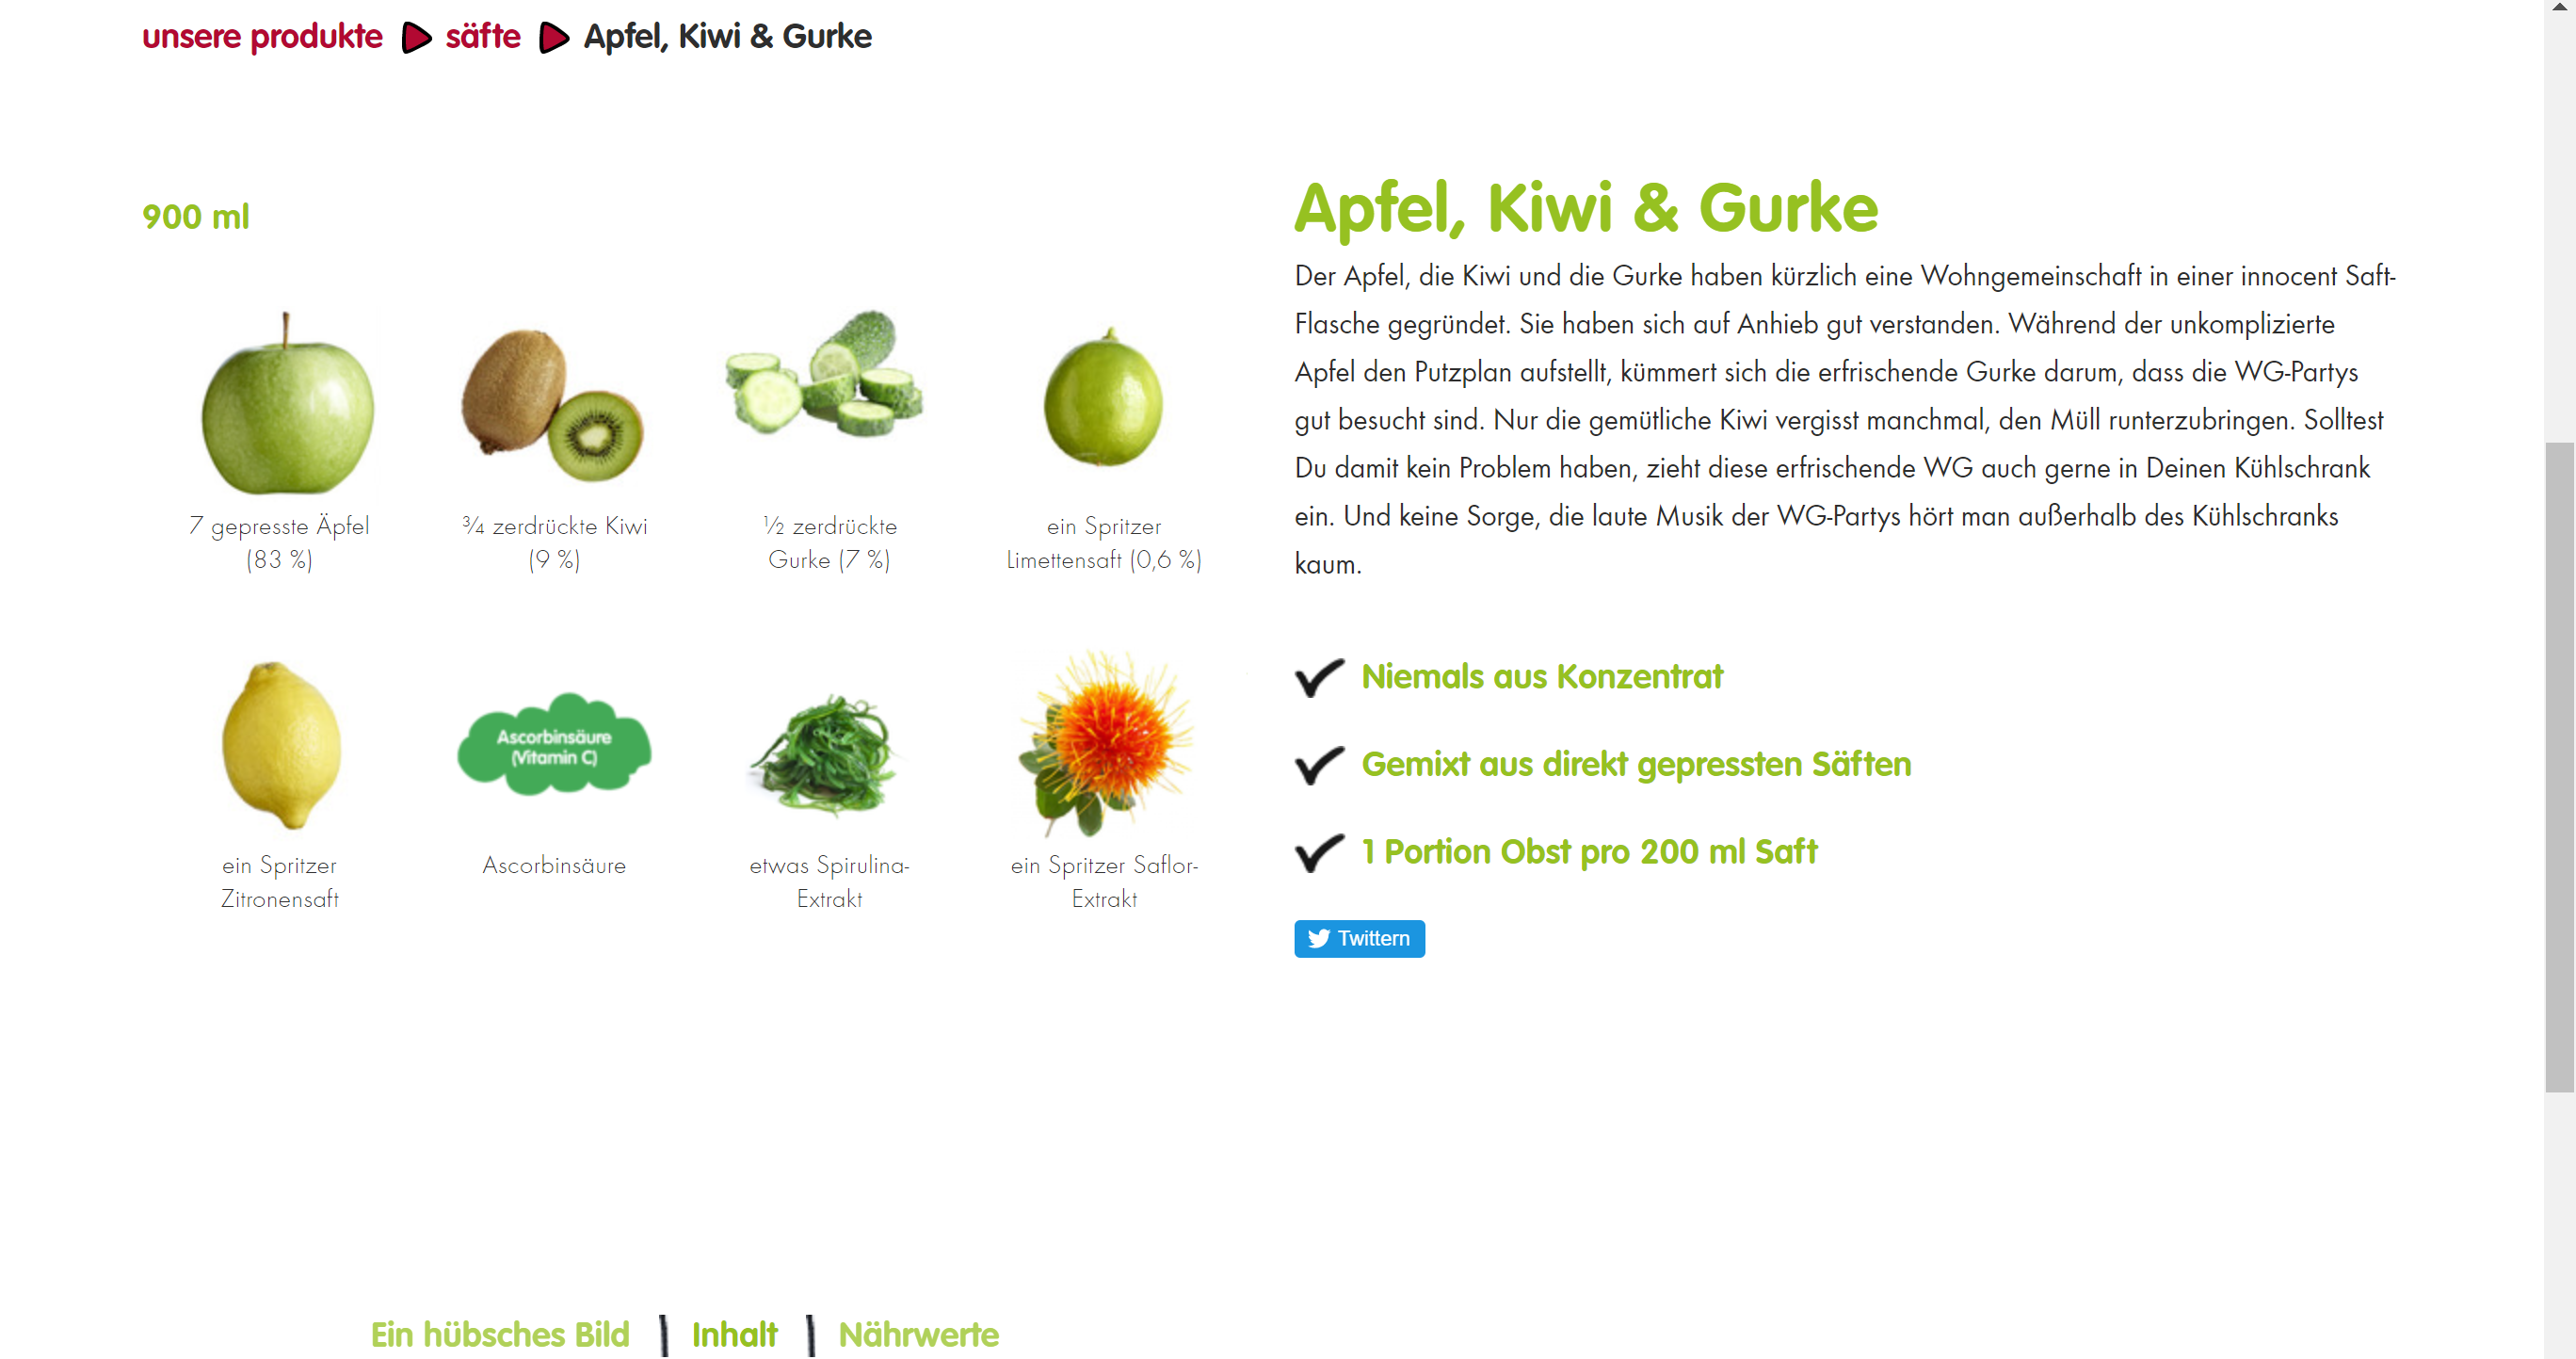 unsere produkte säfte Apfel, Kiwi & Gurke
900 ml
7 gepresste Äpfel
(83 %)
¾ zerdrückte Kiwi
(9 %)
½ zerdrückte
Gurke (7 %)
ein Spritzer
Limettensaft (0,6 %)
Ascorbinsäure
(Vitamin C)
ein Spritzer
Zitronensaft
Ascorbinsäure
etwas Spirulina-
Extrakt
ein Spritzer Saflor-
Extrakt
Apfel, Kiwi & Gurke
Der Apfel, die Kiwi und die Gurke haben kürzlich eine Wohngemeinschaft in einer innocent Saft-
Flasche gegründet. Sie haben sich auf Anhieb gut verstanden. Während der unkomplizierte
Apfel den Putzplan aufstellt, kümmert sich die erfrischende Gurke darum, dass die WG-Partys
gut besucht sind. Nur die gemütliche Kiwi vergisst manchmal, den Müll runterzubringen. Solltest
Du damit kein Problem haben, zieht diese erfrischende WG auch gerne in Deinen Kühlschrank
ein. Und keine Sorge, die laute Musik der WG-Partys hört man außerhalb des Kühlschranks
kaum.
Niemals aus Konzentrat
Gemixt aus direkt gepressten Säften
1 Portion Obst pro 200 ml Saft
Twittern
Ein hübsches Bild | Inhalt | Nährwerte